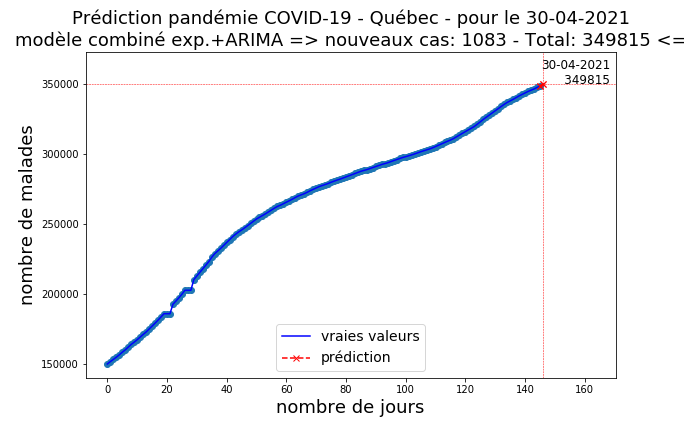 Prédiction pandémie COVID-19 - Québec - pour le 30-04-2021
modèle combiné exp.+ARIMA => nouveaux cas: 1083 - Total: 349815 <=
30-04-2021
349815
350000
300000
250000
200000
150000
nombre de malades
vraies valeurs
prédiction
0 20 40 60 80 100 120 140 160
nombre de jours